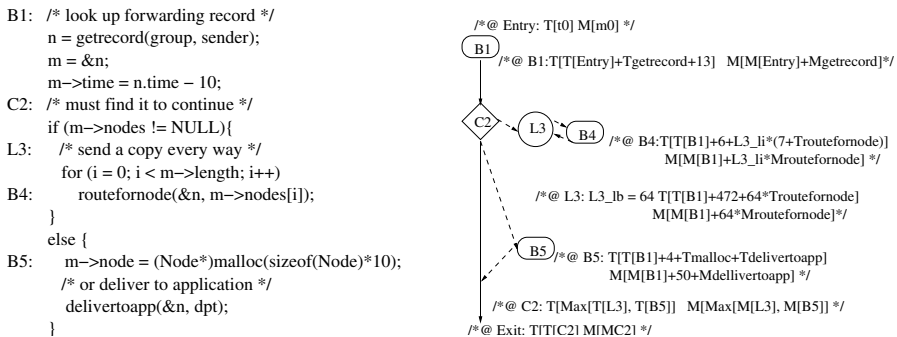 B1: /* look up forwarding record */
n = getrecord(group, sender);
m = &n;
m−>time = n.time − 10;
C2: /* must find it to continue */
if (m−>nodes != NULL){
L3: /* send a copy every way */
for (i = 0; i < m−>length; i++)
B4: routefornode(&n, m−>nodes[i]);
}
else {
B5: m−>node = (Node*)malloc(sizeof(Node)*10);
/* or deliver to application */
delivertoapp(&n, dpt);
}
/*@ Entry: T[t0] M[m0] */
B1
/*@ B1:T[T[Entry]+Tgetrecord+13] M[M[Entry]+Mgetrecord]*/
C2
L3
B4
/*@ B4:T[T[B1]+6+L3_li*(7+Troutefornode)]
M[M[B1]+L3_li*Mroutefornode] */
/*@ L3: L3_lb = 64 T[T[B1]+472+64*Troutefornode]
M[M[B1]+64*Mroutefornode]*/
B5
/*@ B5: T[T[B1]+4+Tmalloc+Tdelivertoapp]
M[M[B1]+50+Mdellivertoapp] */
/*@ C2: T[Max[T[L3], T[B5]] M[Max[M[L3], M[B5]] */
/*@ Exit: T[T[C2] M[MC2] */